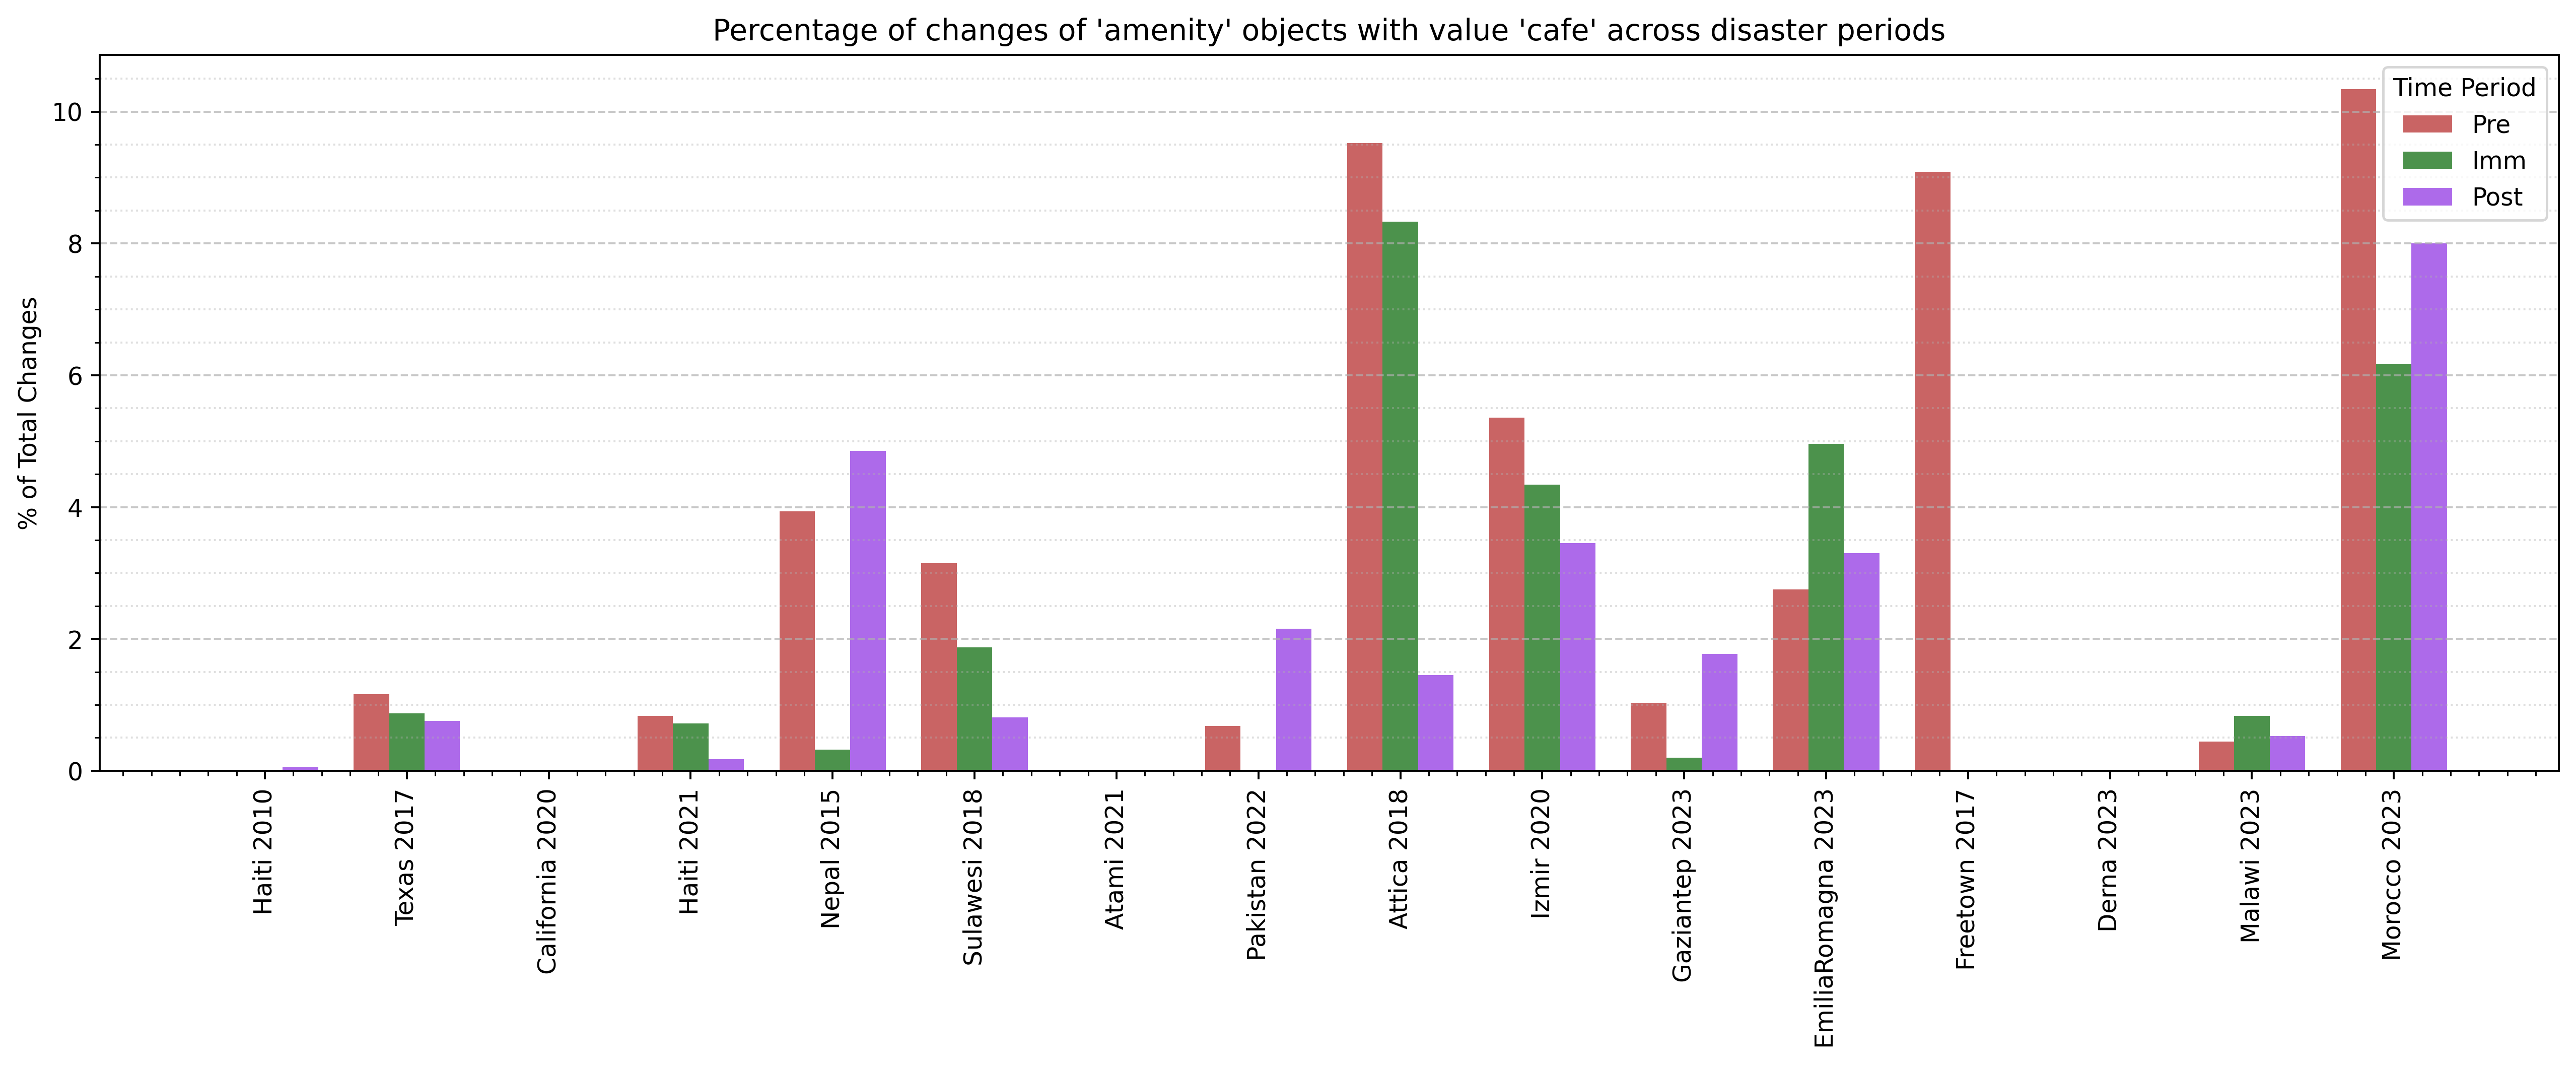 Percentage of changes of 'amenity' objects with value 'cafe' across disaster periods
% of Total Changes
10
8
6
4
2
0
Time Period
Pre
Imm
Post
Haiti 2010
Texas 2017
California 2020
Haiti 2021
Nepal 2015
Sulawesi 2018
Atami 2021
Pakistan 2022
Attica 2018
Izmir 2020
Gaziantep 2023
EmiliaRomagna 2023
Freetown 2017
Derna 2023
Malawi 2023
Morocco 2023